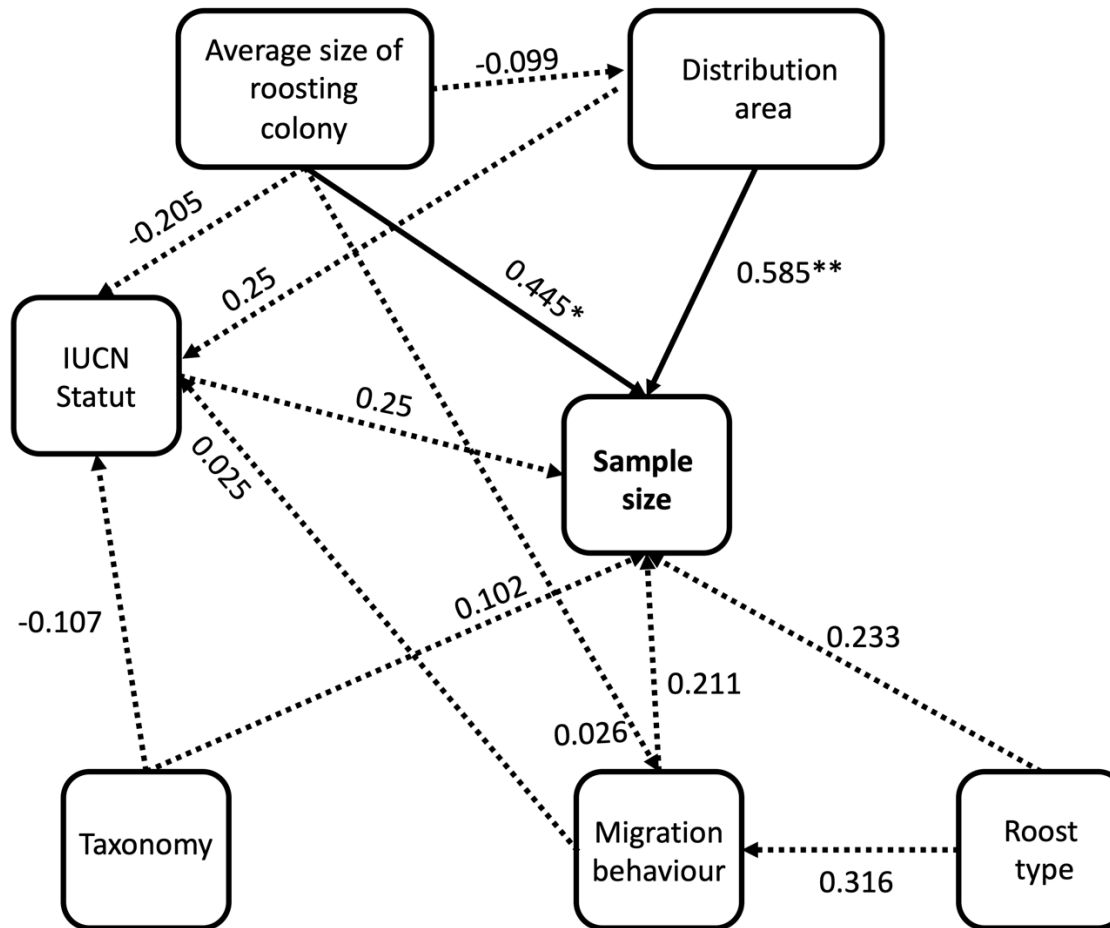 Average size of
roosting
colony
-0.099
Distribution
area
-0.205
0.25
0.445*
0.585**
IUCN
Statut
0.25
Sample
size
0.025
-0.107
0.102
0.211
0.233
0.026
Taxonomy
Migration
behaviour
0.316
Roost
type